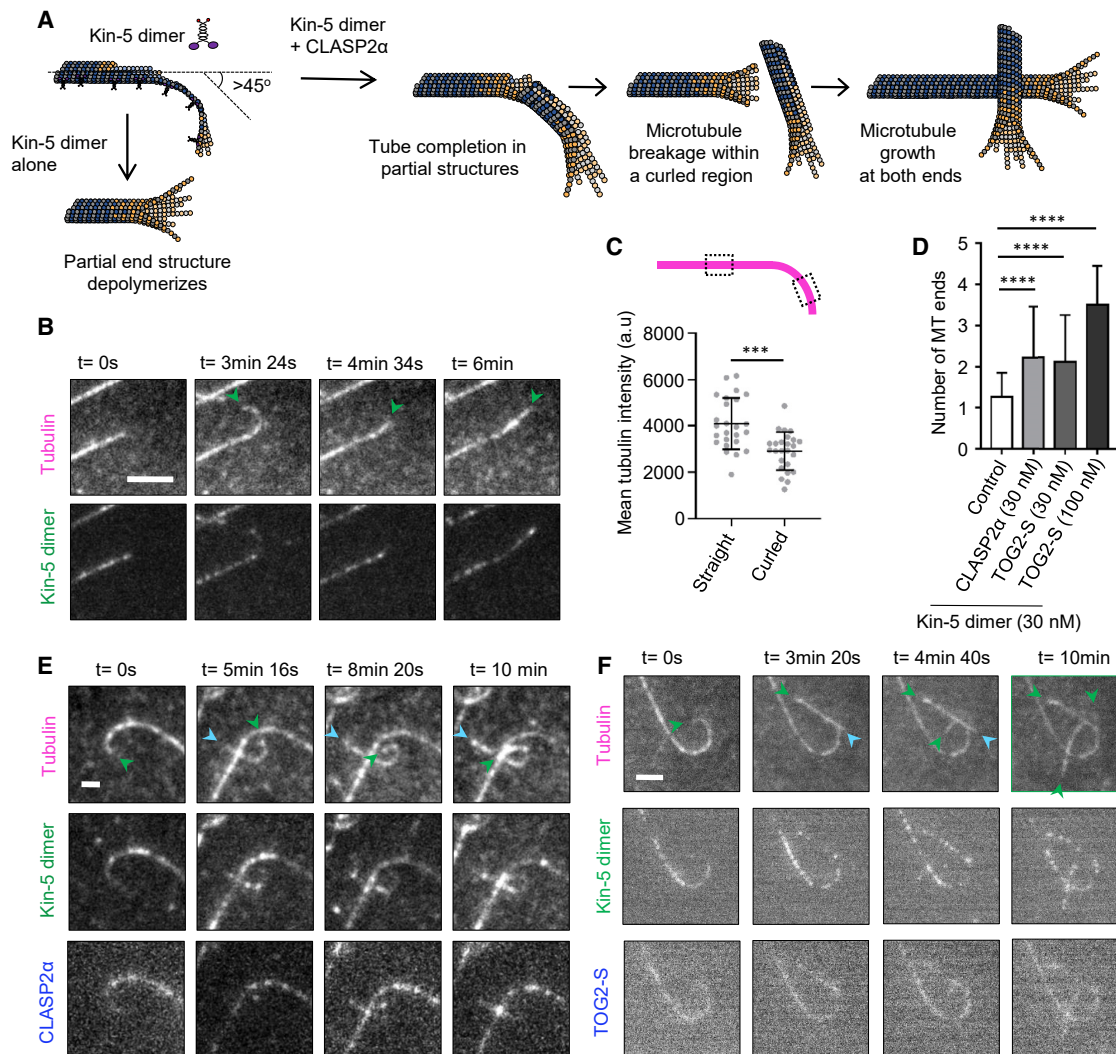 A
Kin-5 dimer
>45°
Kin-5 dimer
alone
Partial end structure
depolymerizes
Kin-5 dimer
+ CLASP2α
Tube completion in
partial structures
Microtubule
breakage within
a curled region
Microtubule
growth
at both ends
B
t= 0s
t= 3min 24s
t= 4min 34s
t= 6min
Tubulin
Kin-5 dimer
C
Mean tubulin intensity (a.u)
8000
6000
4000
2000
0
***
Straight
Curled
D
Number of MT ends
5
4
3
2
1
0
****
****
****
Control
CLASP2α (30 nM)
TOG2-S (30 nM)
TOG2-S (100 nM)
Kin-5 dimer (30 nM)
E
t= 0s
t= 5min 16s
t= 8min 20s
t= 10 min
Tubulin
Kin-5 dimer
CLASP2α
F
t= 0s
t= 3min 20s
t= 4min 40s
t= 10min
Tubulin
Kin-5 dimer
TOG2-S